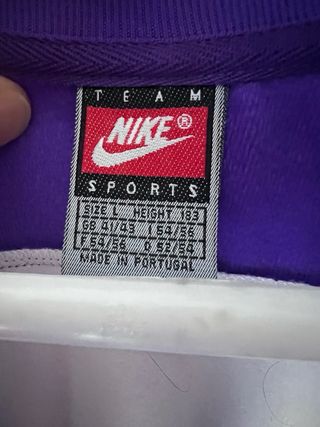 TEAM
NIKE®
SPORTS
SIZE L HEIGHT 183
GB 41/43 I 54/56
F 54/56 D 52/54
MADE IN PORTUGAL